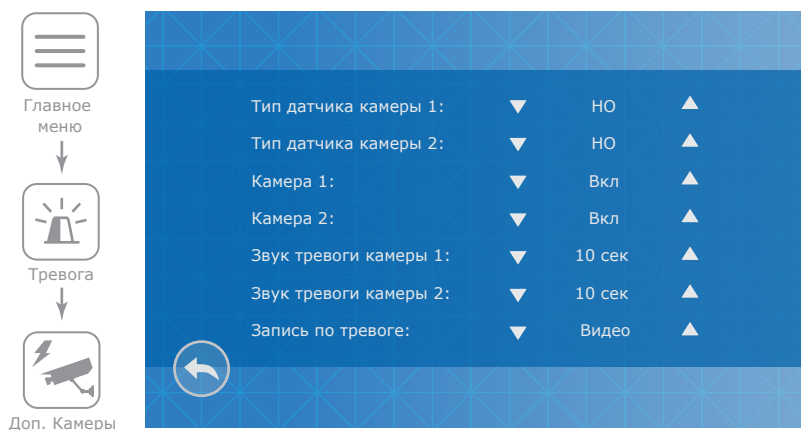 Главное
меню
Тревога
Доп. Камеры
Тип датчика камеры 1: НО
Тип датчика камеры 2: НО
Камера 1: Вкл
Камера 2: Вкл
Звук тревоги камеры 1: 10 сек
Звук тревоги камеры 2: 10 сек
Запись по тревоге: Видео